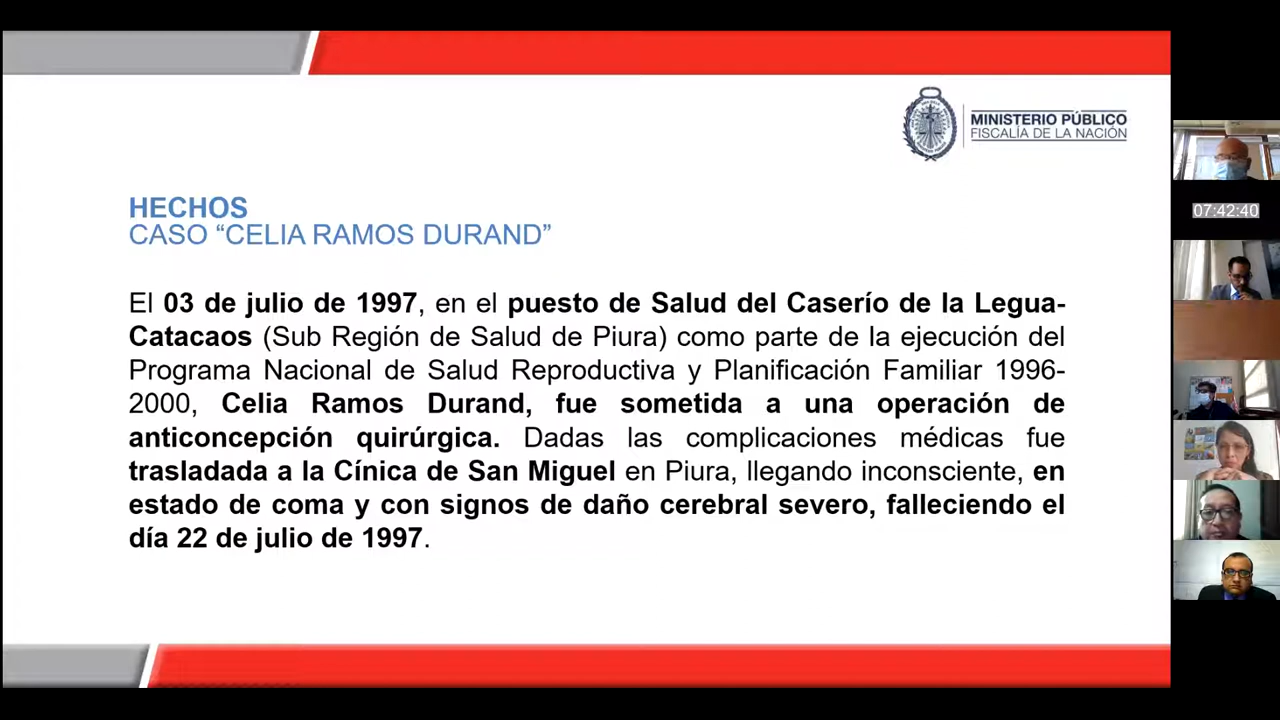 MINISTERIO PÚBLICO
FISCALÍA DE LA NACIÓN
07:42:40
HECHOS
CASO “CELIA RAMOS DURAND”
El 03 de julio de 1997, en el puesto de Salud del Caserío de la Legua-
Catacaos (Sub Región de Salud de Piura) como parte de la ejecución del
Programa Nacional de Salud Reproductiva y Planificación Familiar 1996-
2000, Celia Ramos Durand, fue sometida a una operación de
anticoncepción quirúrgica. Dadas las complicaciones médicas fue
trasladada a la Cínica de San Miguel en Piura, llegando inconsciente, en
estado de coma y con signos de daño cerebral severo, falleciendo el
día 22 de julio de 1997.